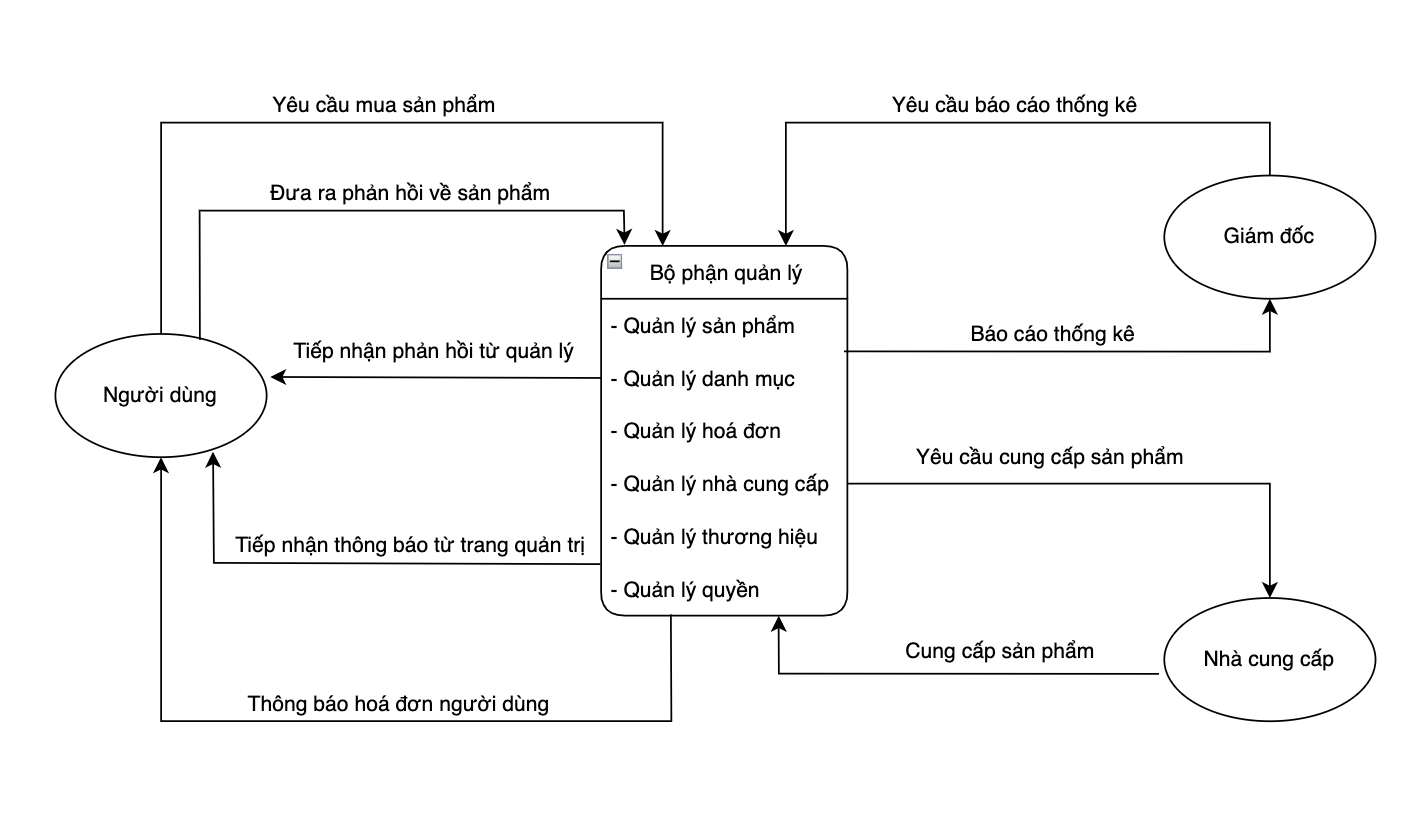 Yêu cầu mua sản phẩm
Yêu cầu báo cáo thống kê
Đưa ra phản hồi về sản phẩm
Giám đốc
Bộ phận quản lý
- Quản lý sản phẩm
Báo cáo thống kê
Tiếp nhận phản hồi từ quản lý
- Quản lý danh mục
Người dùng
- Quản lý hoá đơn
Yêu cầu cung cấp sản phẩm
- Quản lý nhà cung cấp
- Quản lý thương hiệu
Tiếp nhận thông báo từ trang quản trị
- Quản lý quyền
Cung cấp sản phẩm
Nhà cung cấp
Thông báo hoá đơn người dùng